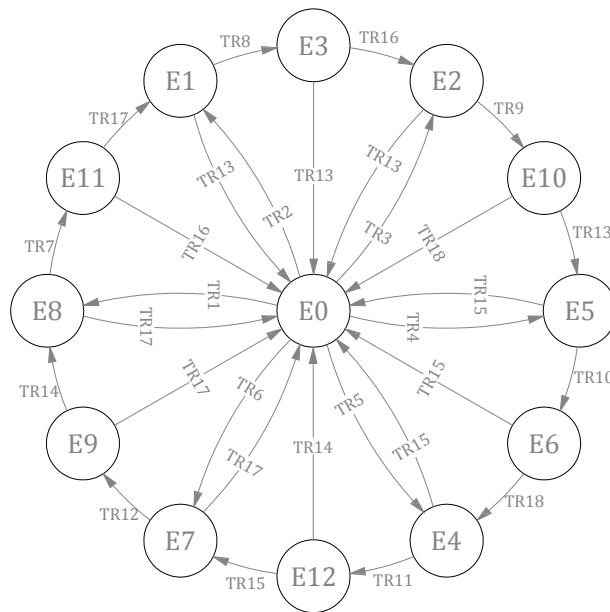 E3
TR8
TR16
E1
E2
TR17
TR9
E11
TR13
TR13
TR13
E10
TR2
TR3
TR16
TR18
TR13
TR7
E8
TR1
E0
TR15
E5
TR17
TR4
TR14
TR17
TR6
TR5
TR15
TR10
E9
TR17
TR14
TR15
E6
TR12
TR18
E7
E4
TR15
E12
TR11